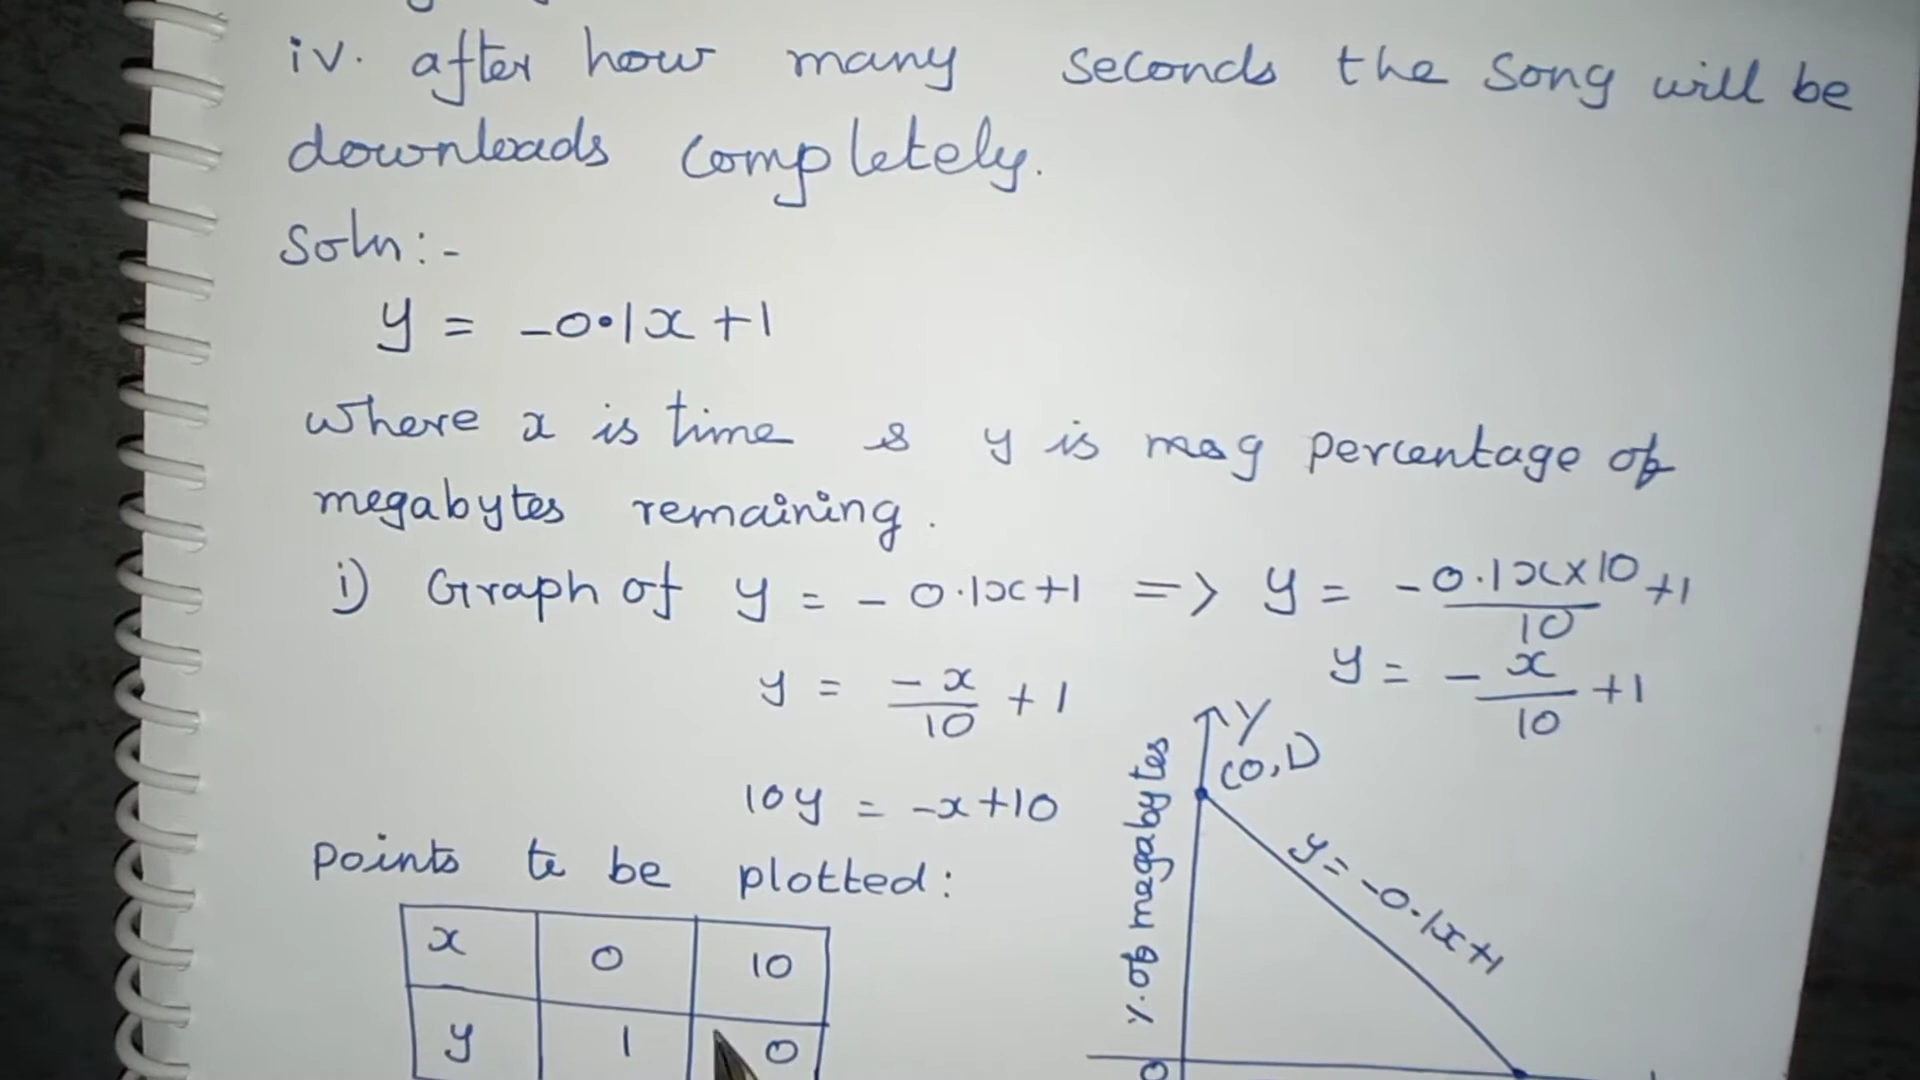 iv. after how many seconds the song will be
downloads completely.
Soln:-
y = -0.1x+1
where x is time & y is mag percentage of
megabytes remaining.
i) Graph of y = -0.1x+1 => y = -0.1x×10/10 +1
y = -x/10 + 1
y = -x/10 +1
10y = -x+10
Y
(0,1)
% of megabytes
y = -0.1x+1
points to be plotted:
x 0 10
y 1 0
0